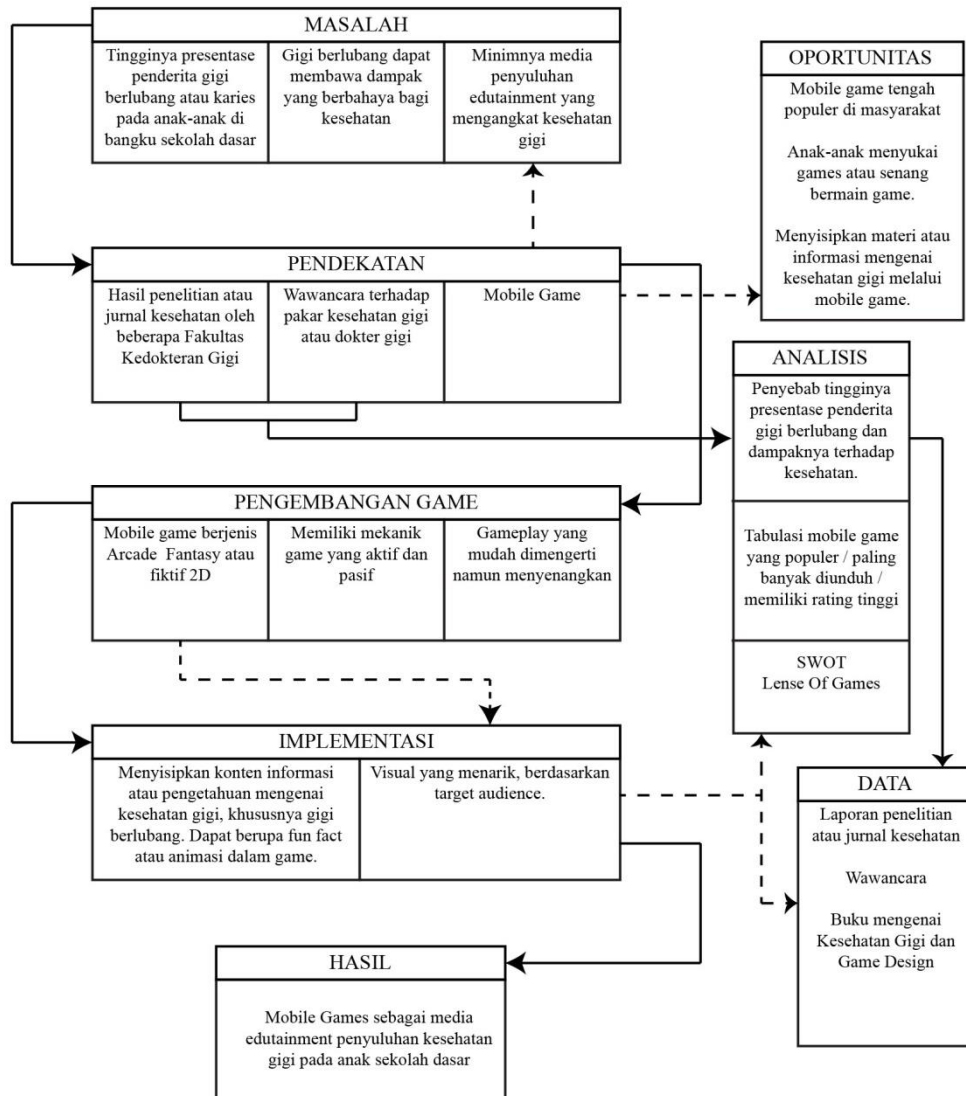 MASALAH
Tingginya presentase
penderita gigi
berlubang atau karies
pada anak-anak di
bangku sekolah dasar
Gigi berlubang dapat
membawa dampak
yang berbahaya bagi
kesehatan
Minimnya media
penyuluhan
edutainment yang
mengangkat kesehatan
gigi
OPORTUNITAS
Mobile game tengah
populer di masyarakat
Anak-anak menyukai
games atau senang
bermain game.
Menyisipkan materi atau
informasi mengenai
kesehatan gigi melalui
mobile game.
PENDEKATAN
Hasil penelitian atau
jurnal kesehatan oleh
beberapa Fakultas
Kedokteran Gigi
Wawancara terhadap
pakar kesehatan gigi
atau dokter gigi
Mobile Game
ANALISIS
Penyebab tingginya
presentase penderita
gigi berlubang dan
dampaknya terhadap
kesehatan.
Tabulasi mobile game
yang populer / paling
banyak diunduh /
memiliki rating tinggi
SWOT
Lense Of Games
PENGEMBANGAN GAME
Mobile game berjenis
Arcade Fantasy atau
fiktif 2D
Memiliki mekanik
game yang aktif dan
pasif
Gameplay yang
mudah dimengerti
namun menyenangkan
IMPLEMENTASI
Menyisipkan konten informasi
atau pengetahuan mengenai
kesehatan gigi, khususnya gigi
berlubang. Dapat berupa fun fact
atau animasi dalam game.
Visual yang menarik, berdasarkan
target audience.
DATA
Laporan penelitian
atau jurnal kesehatan
Wawancara
Buku mengenai
Kesehatan Gigi dan
Game Design
HASIL
Mobile Games sebagai media
edutainment penyuluhan kesehatan
gigi pada anak sekolah dasar